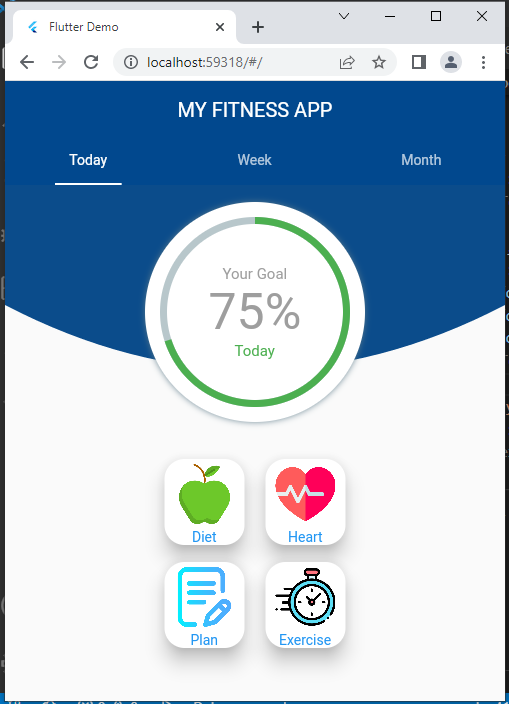 Flutter Demo
localhost:59318/#/
MY FITNESS APP
Today Week Month
Your Goal
75%
Today
Diet Heart
Plan Exercise